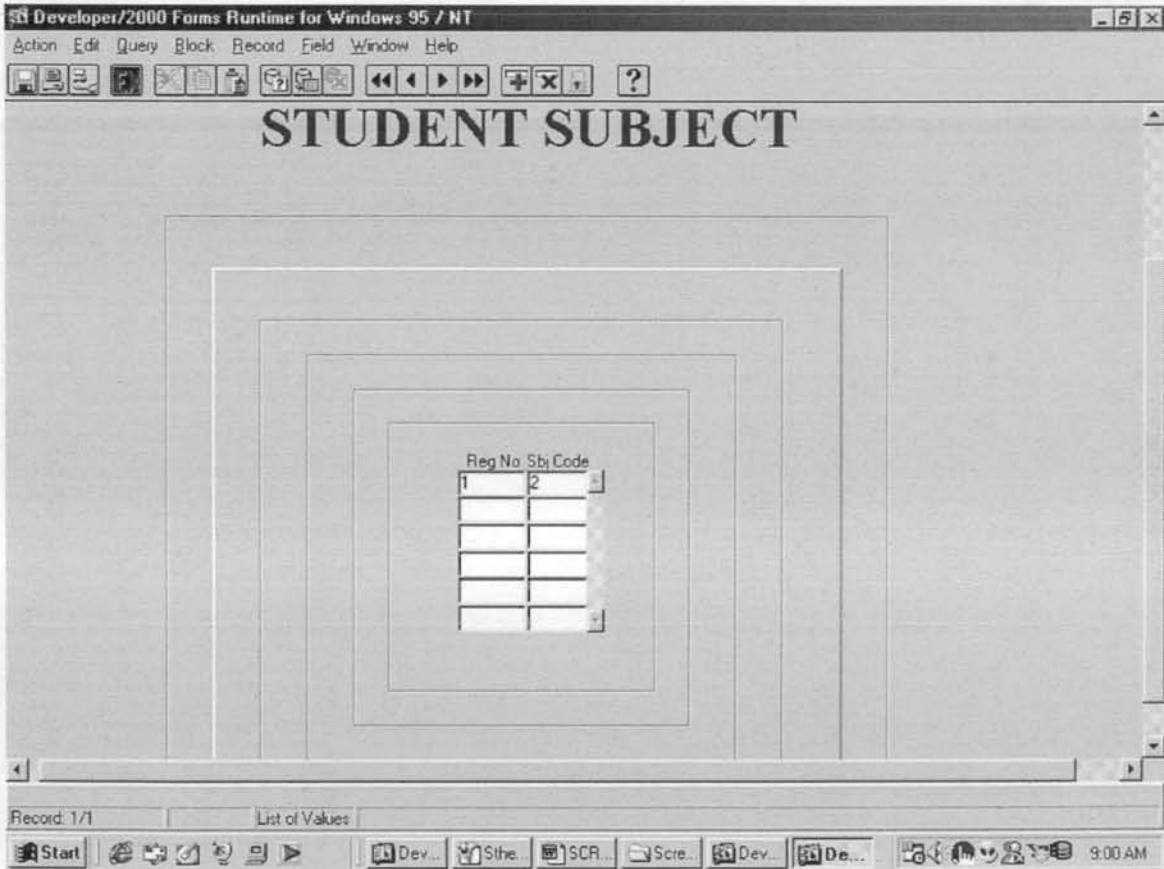 Developer/2000 Forms Runtime for Windows 95 / NT
Action Edit Query Block Record Field Window Help
STUDENT SUBJECT
Reg No Sbj Code
1 2
Record: 1/1 List of Values
Start Dev... Sthe... SCR... Scre... Dev... De... 9:00 AM